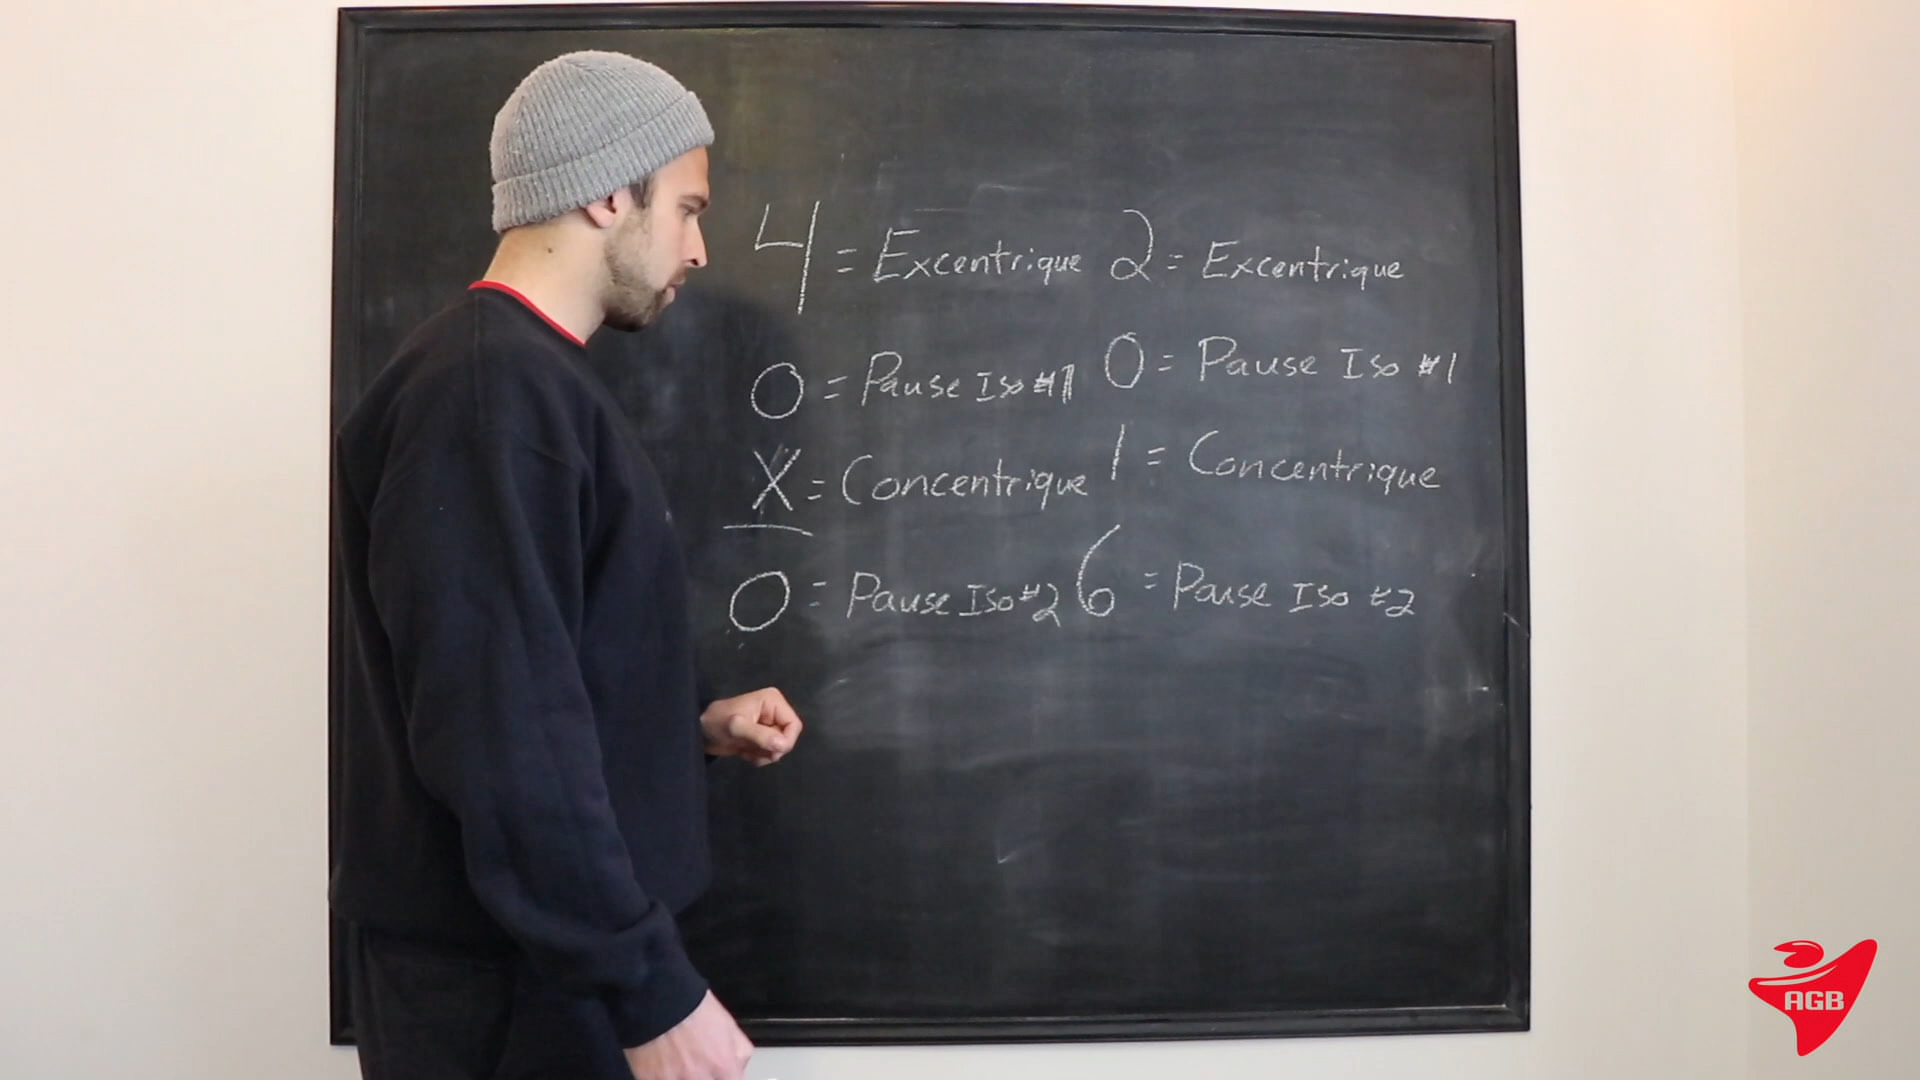 4 = Excentrique 2 = Excentrique
0 = Pause Iso #1 0 = Pause Iso #1
X = Concentrique 1 = Concentrique
0 = Pause Iso #2 6 = Pause Iso #2
AGB